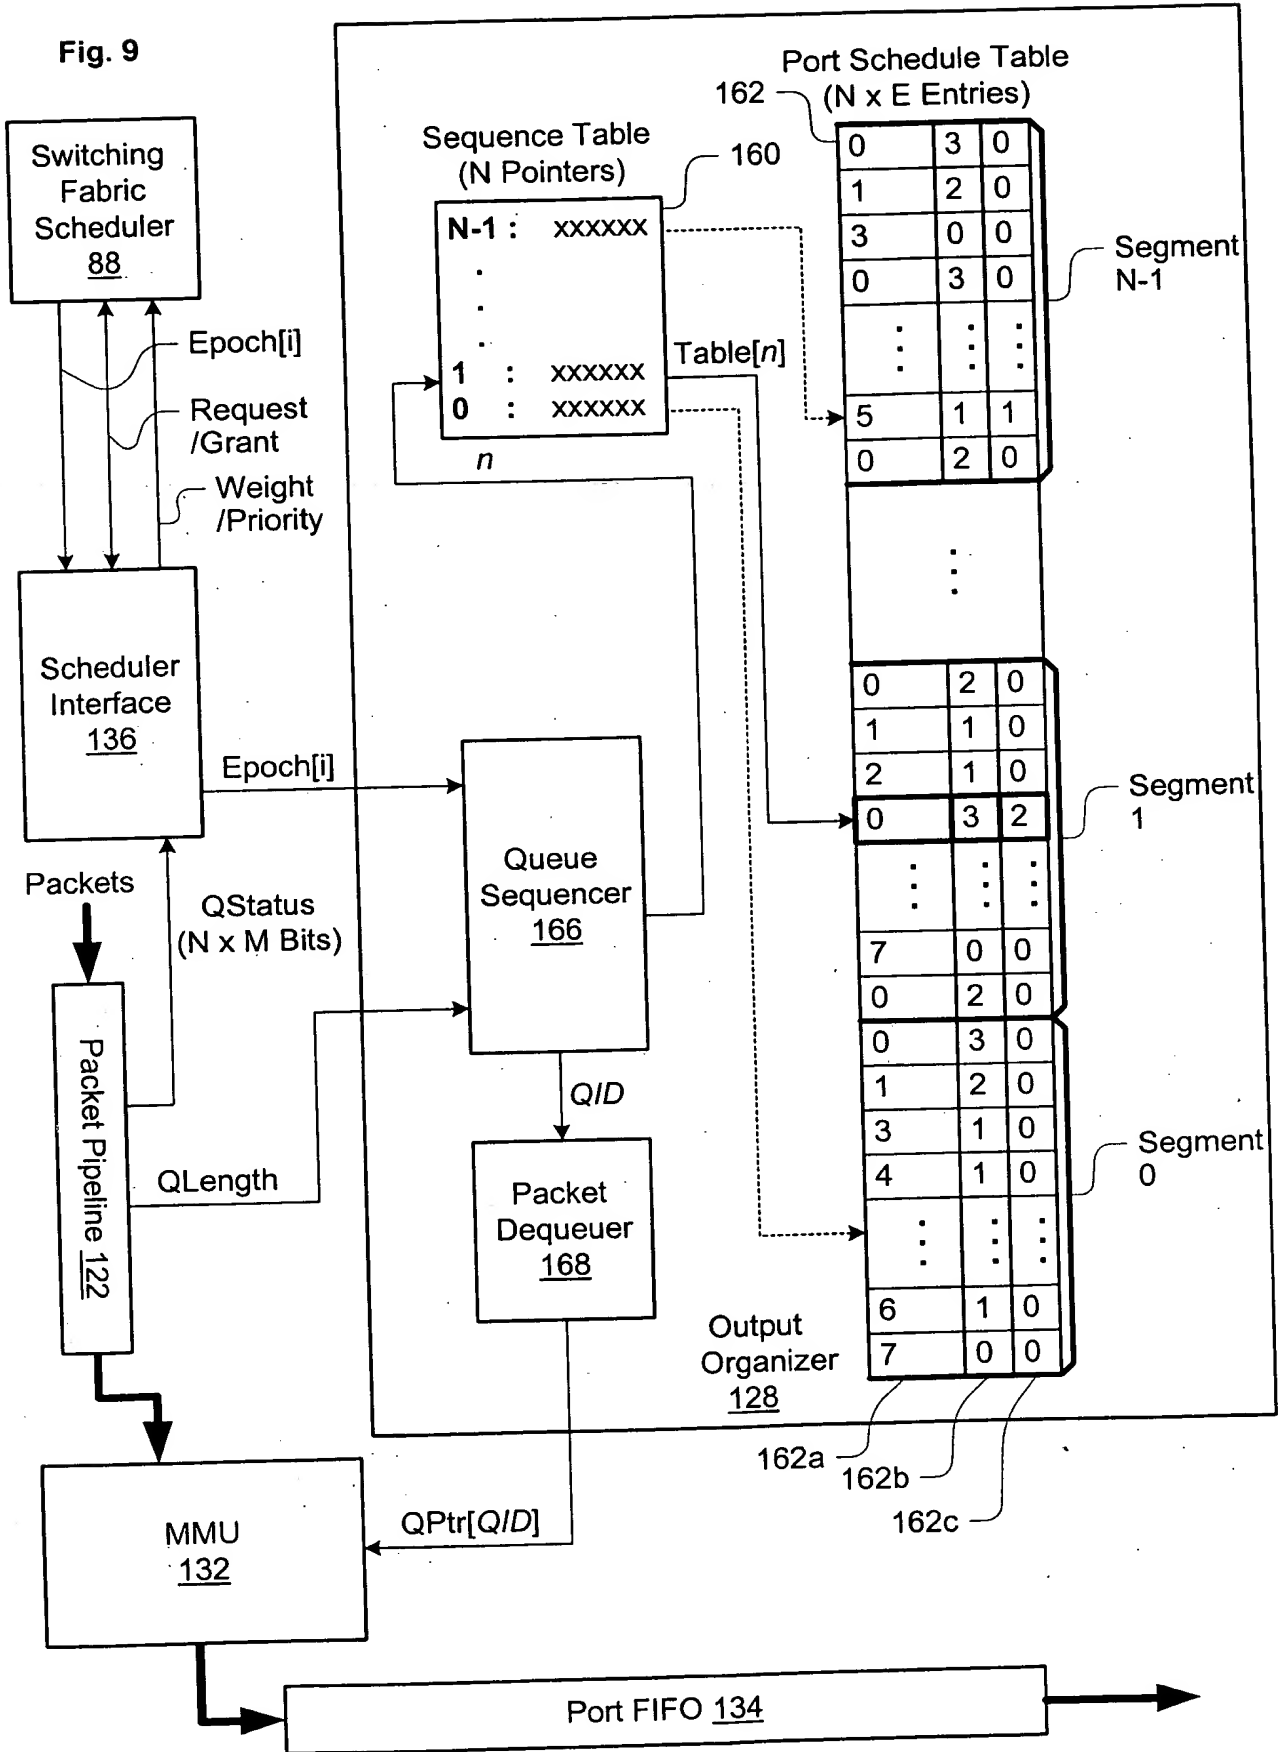 Fig. 9
Port Schedule Table
(N x E Entries)
162
Sequence Table
(N Pointers)
160
Switching
Fabric
Scheduler
88
N-1 : xxxxxx
.
.
.
1 : xxxxxx
0 : xxxxxx
n
Table[n]
0 3 0
1 2 0
3 0 0
0 3 0
⋮ ⋮ ⋮
5 1 1
0 2 0
Segment
N-1
⋮
Epoch[i]
Request
/Grant
Weight
/Priority
Scheduler
Interface
136
Epoch[i]
0 2 0
1 1 0
2 1 0
0 3 2
⋮ ⋮ ⋮
7 0 0
0 2 0
Segment
1
Queue
Sequencer
166
Packets
QStatus
(N x M Bits)
Packet Pipeline 122
QLength
QID
Packet
Dequeuer
168
0 3 0
1 2 0
3 1 0
4 1 0
⋮ ⋮ ⋮
6 1 0
7 0 0
Segment
0
Output
Organizer
128
162a
162b
162c
MMU
132
QPtr[QID]
Port FIFO 134